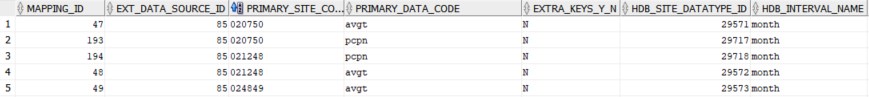 MAPPING_ID EXT_DATA_SOURCE_ID PRIMARY_SITE_CO... PRIMARY_DATA_CODE EXTRA_KEYS_Y_N HDB_SITE_DATATYPE_ID HDB_INTERVAL_NAME
1 47 85 020750 avgt N 29571 month
2 193 85 020750 pcpn N 29717 month
3 194 85 021248 pcpn N 29718 month
4 48 85 021248 avgt N 29572 month
5 49 85 024849 avgt N 29573 month